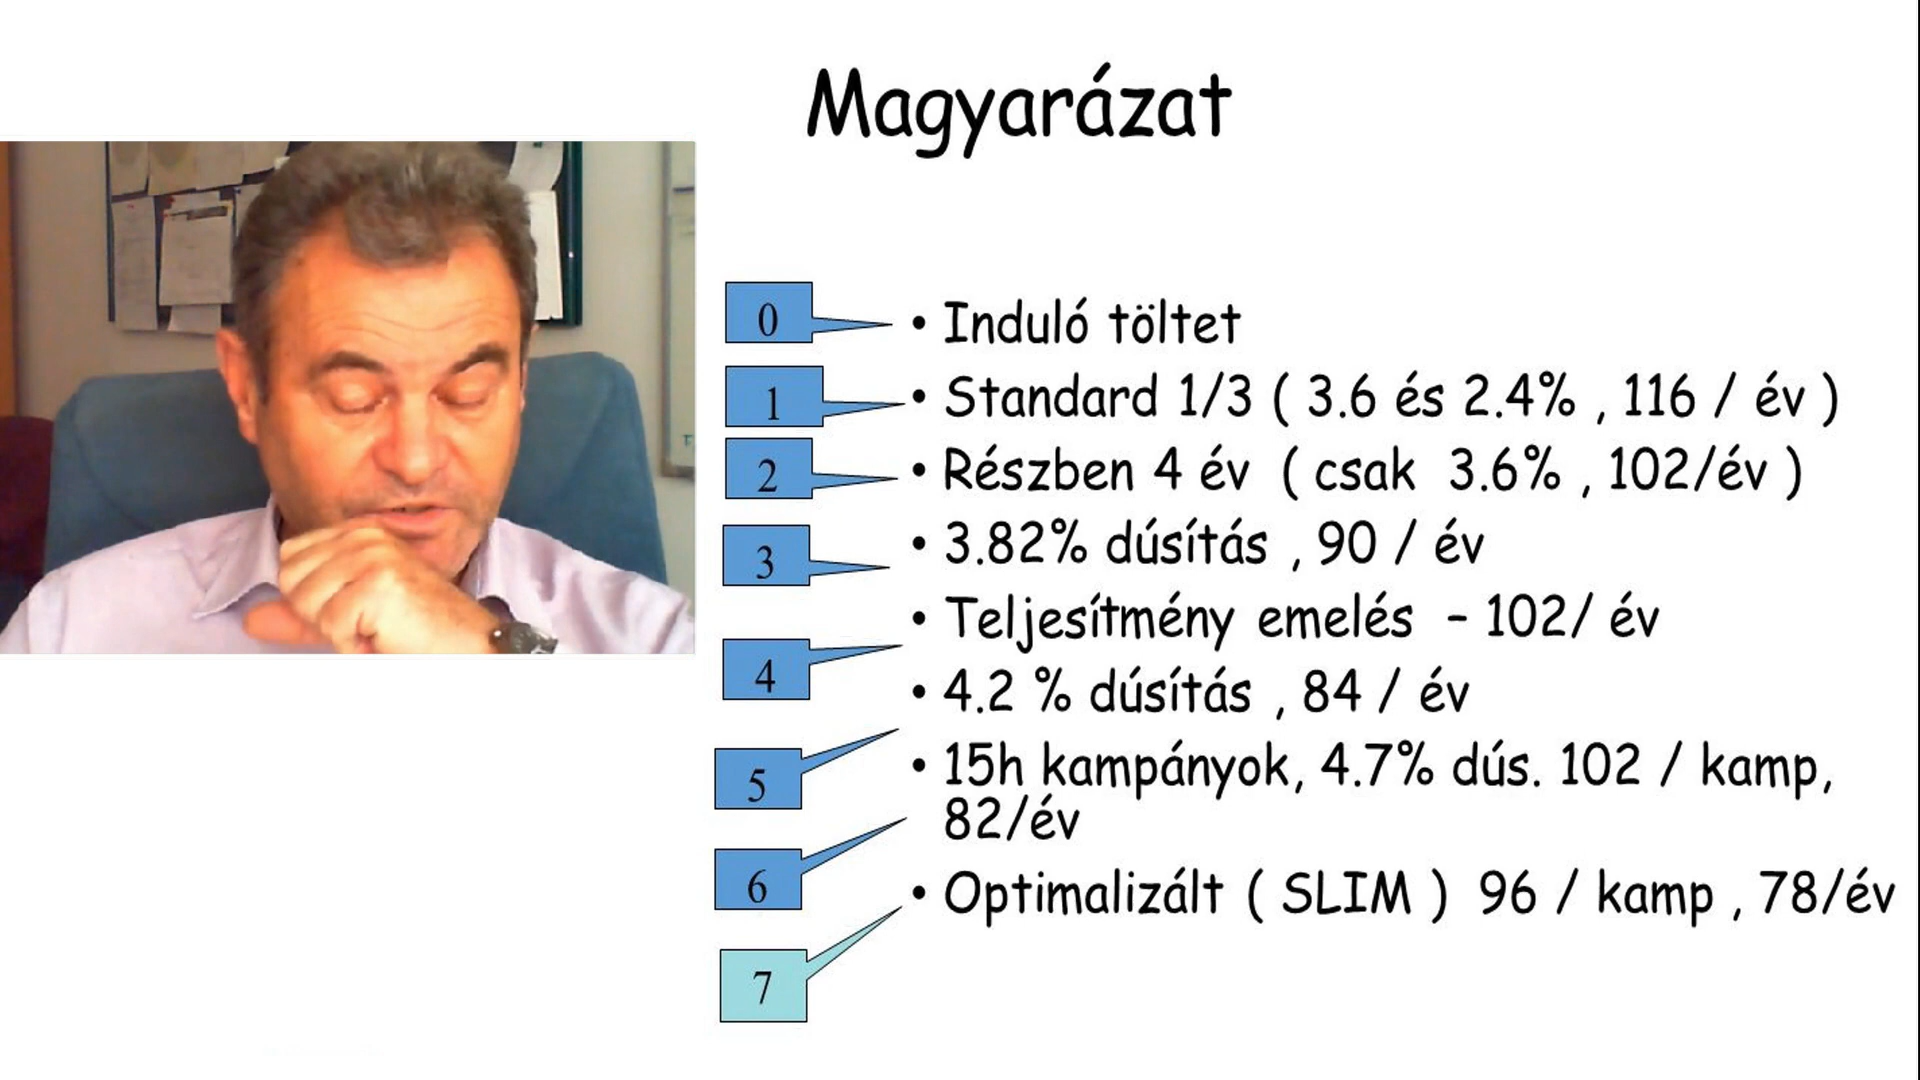 Magyarázat
0
• Induló töltet
1
• Standard 1/3 ( 3.6 és 2.4% , 116 / év )
2
• Részben 4 év ( csak 3.6% , 102/év )
3
• 3.82% dúsítás , 90 / év
4
• Teljesítmény emelés – 102/ év
5
• 4.2 % dúsítás , 84 / év
6
• 15h kampányok, 4.7% dús. 102 / kamp,
82/év
7
• Optimalizált ( SLIM ) 96 / kamp , 78/év